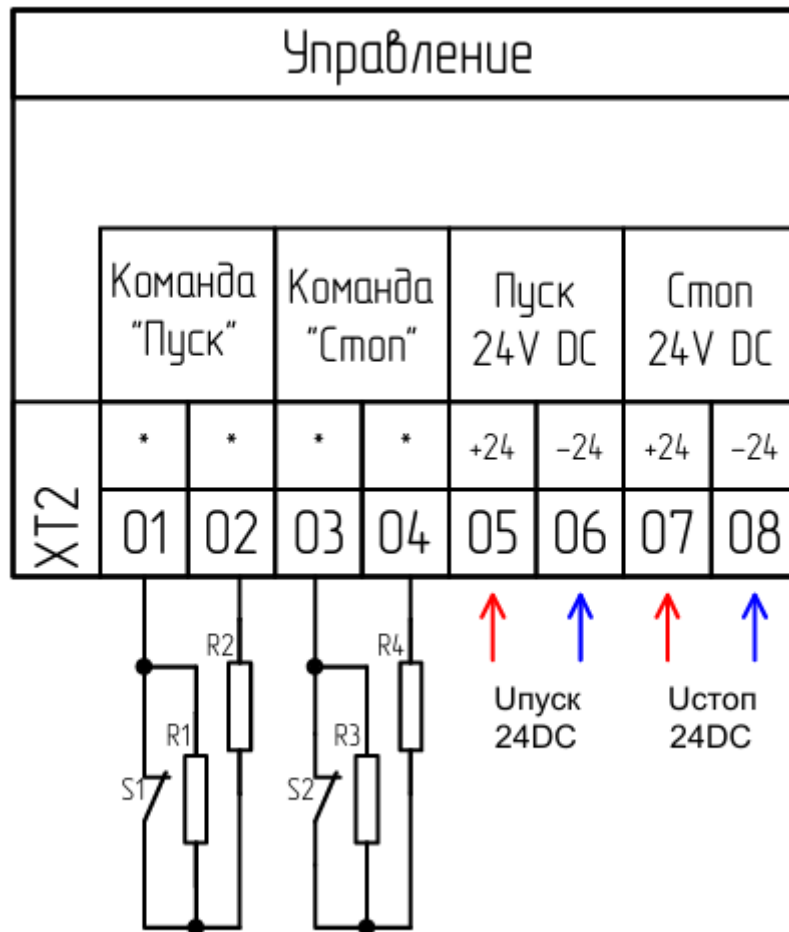 Управление
Команда "Пуск"
Команда "Стоп"
Пуск 24V DC
Стоп 24V DC
XT2
* * * * +24 -24 +24 -24
01 02 03 04 05 06 07 08
R2 R4
Uпуск 24DC
Uстоп 24DC
R1 R3
S1 S2